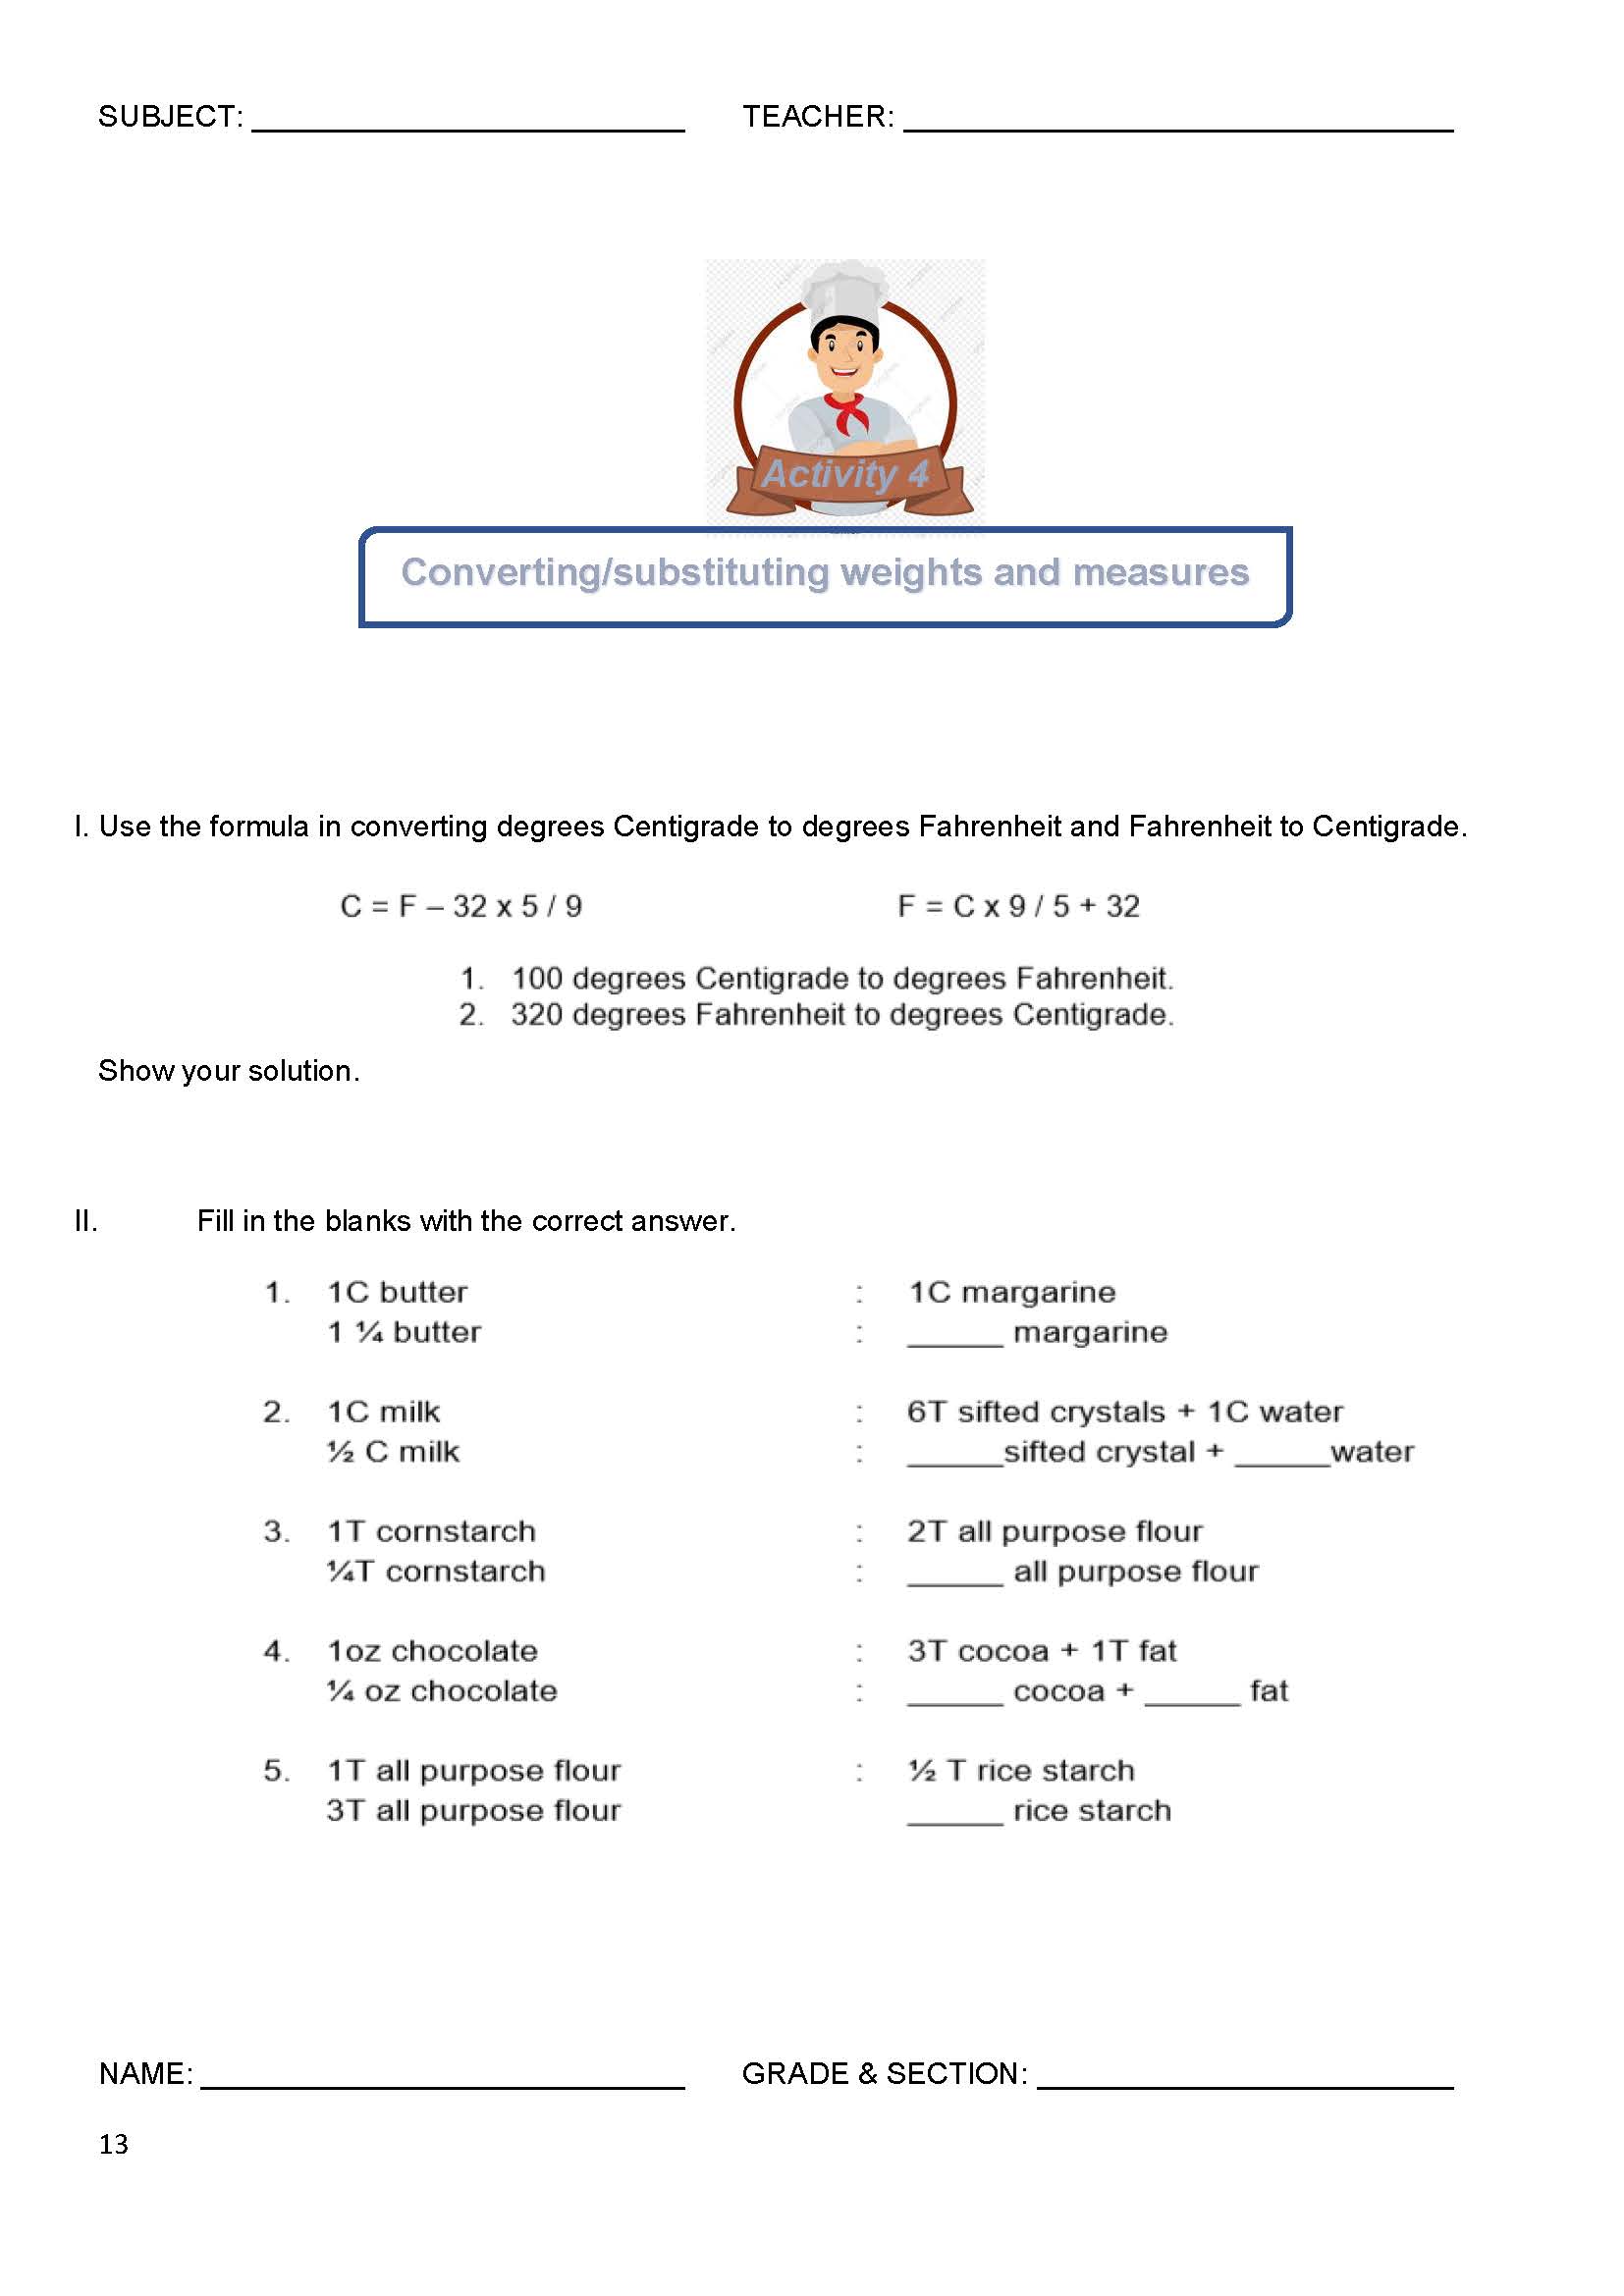 SUBJECT: ____________________ TEACHER: ____________________
Activity 4
Converting/substituting weights and measures
I. Use the formula in converting degrees Centigrade to degrees Fahrenheit and Fahrenheit to Centigrade.
C = F – 32 x 5 / 9 F = C x 9 / 5 + 32
1. 100 degrees Centigrade to degrees Fahrenheit.
2. 320 degrees Fahrenheit to degrees Centigrade.
Show your solution.
II. Fill in the blanks with the correct answer.
1. 1C butter : 1C margarine
1 ¼ butter : ______ margarine
2. 1C milk : 6T sifted crystals + 1C water
½ C milk : ______sifted crystal + ______water
3. 1T cornstarch : 2T all purpose flour
¼T cornstarch : ______ all purpose flour
4. 1oz chocolate : 3T cocoa + 1T fat
¼ oz chocolate : ______ cocoa + ______ fat
5. 1T all purpose flour : ½ T rice starch
3T all purpose flour ______ rice starch
NAME: ____________________ GRADE & SECTION: ____________________
13